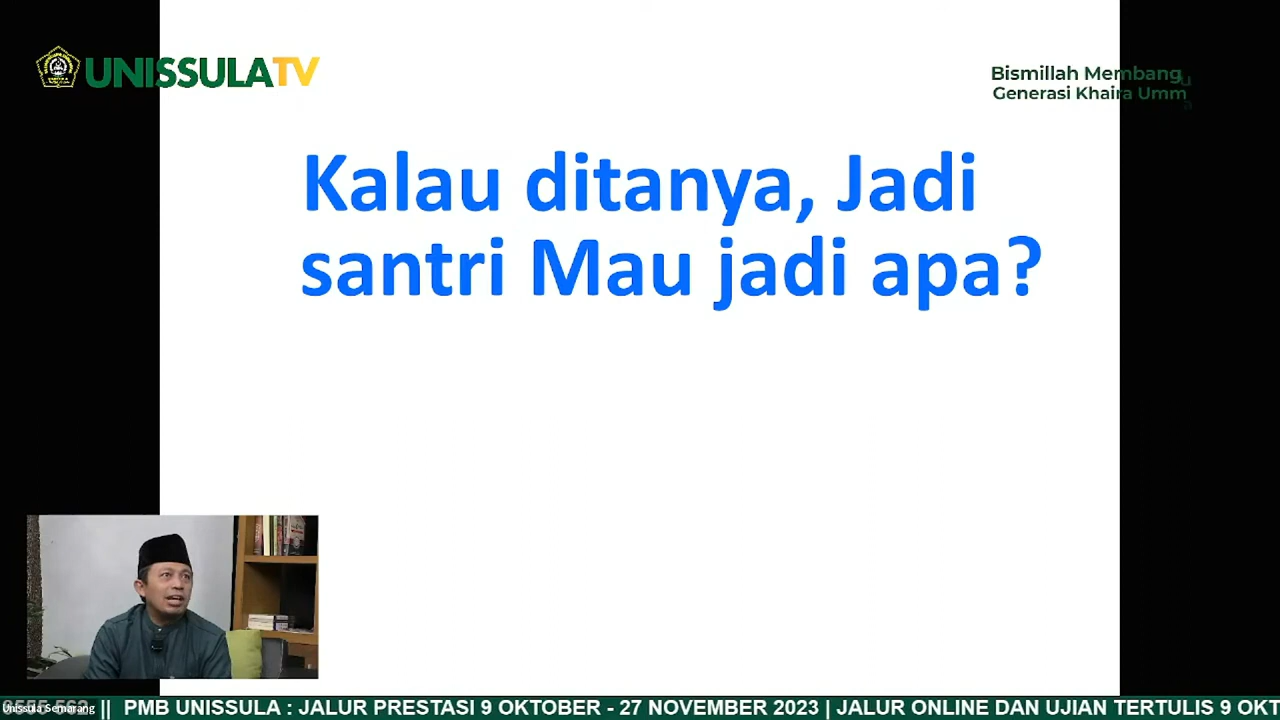 UNISSULATV
Bismillah Membang
Generasi Khaira Umm
Kalau ditanya, Jadi
santri Mau jadi apa?
Unissula Semarang
|| PMB UNISSULA : JALUR PRESTASI 9 OKTOBER - 27 NOVEMBER 2023 | JALUR ONLINE DAN UJIAN TERTULIS 9 OKT